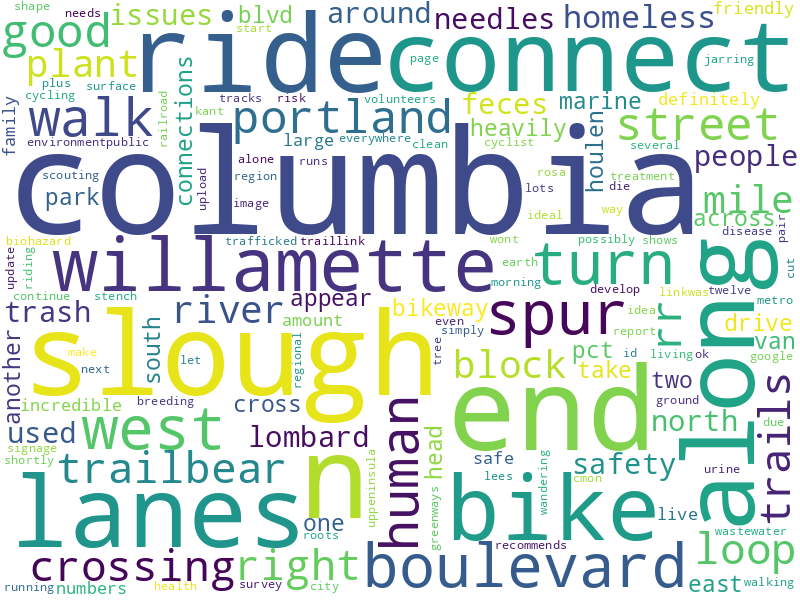 shape
needs
issues
blvd
around
needles
homeless
friendly
good
start
ride
connect
plant
page
jarring
plus
surface
cycling
connections
tracks
risk
volunteers
feces
marine
definitely
family
walk
railroad
kant
portland
heavily
street
environmentpublic
large
everywhere
clean
cyclist
houlen
several
people
columbia
alone
runs
scouting
upload
region
rosa
treatment
park
image
lots
die
mile
ideal
way
across
disease
pair
biohazard
willamette
trafficked
traillink
wont
possibly
shows
turn
along
update
riding
earth
morning
cut
continue
stench
appear
develop
linkwas
twelve
metro
trash
river
bikeway
spur
idea
rr
google
slough
amount
even
report
drive
another
south
make
regional
tree
simply
block
pct
id
living
ok
van
next
let
end
take
two
due
incredible
breeding
cross
ground
used
west
n
human
head
north
trails
signage
lombard
safe
shortly
trailbear
uppeninsula
safety
urine
lanes
greenways
lees
bike
wandering
cmon
live
one
roots
wastewater
crossing
right
boulevard
recommends
loop
running
numbers
health
survey
city
east
walking